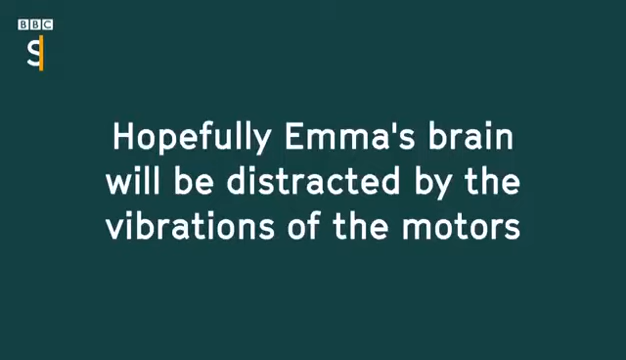 BBC
S
Hopefully Emma's brain
will be distracted by the
vibrations of the motors